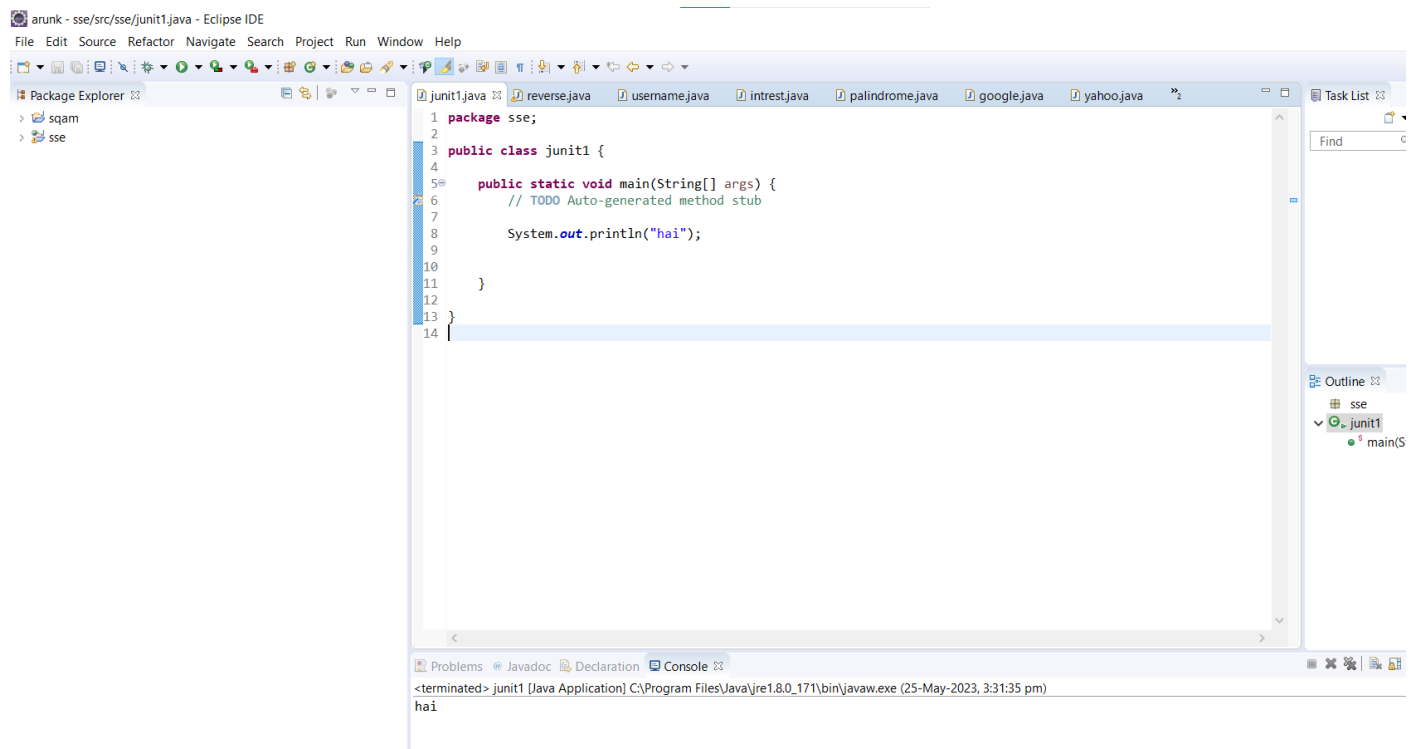 arunk - sse/src/sse/junit1.java - Eclipse IDE
File Edit Source Refactor Navigate Search Project Run Window Help
Package Explorer
sqam
sse
junit1.java reverse.java username.java intrest.java palindrome.java google.java yahoo.java »2
1 package sse;
2
3 public class junit1 {
4
5 public static void main(String[] args) {
6 // TODO Auto-generated method stub
7
8 System.out.println("hai");
9
10
11 }
12
13 }
14
Task List
Find
Outline
sse
junit1
main(S
Problems @ Javadoc Declaration Console
<terminated> junit1 [Java Application] C:\Program Files\Java\jre1.8.0_171\bin\javaw.exe (25-May-2023, 3:31:35 pm)
hai